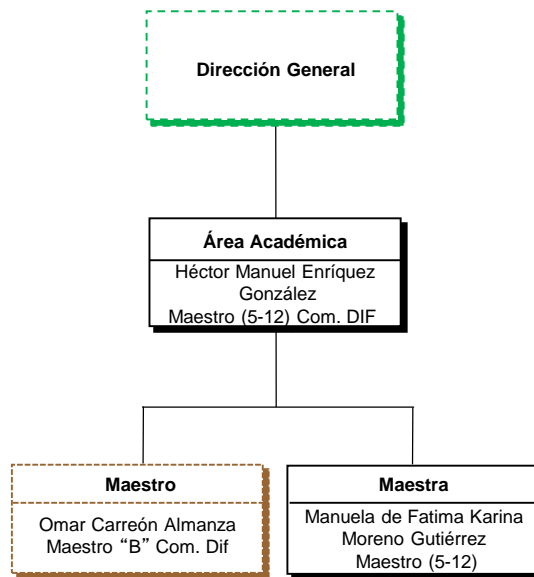 Dirección General
Área Académica
Héctor Manuel Enríquez
González
Maestro (5-12) Com. DIF
Maestro
Omar Carreón Almanza
Maestro “B” Com. Dif
Maestra
Manuela de Fatima Karina
Moreno Gutiérrez
Maestro (5-12)